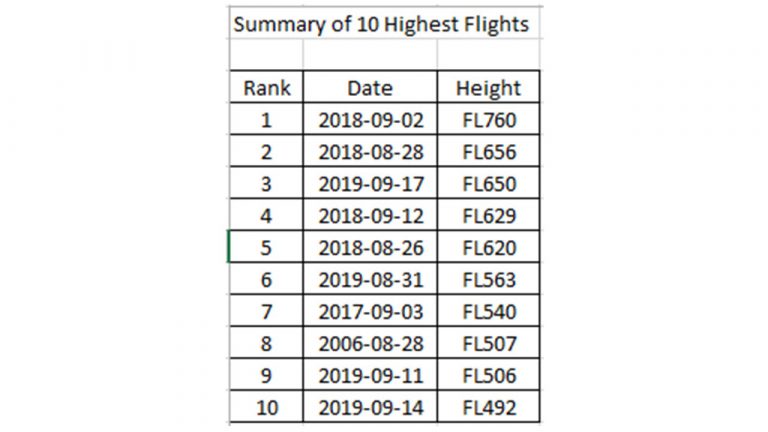 Summary of 10 Highest Flights
Rank Date Height
1 2018-09-02 FL760
2 2018-08-28 FL656
3 2019-09-17 FL650
4 2018-09-12 FL629
5 2018-08-26 FL620
6 2019-08-31 FL563
7 2017-09-03 FL540
8 2006-08-28 FL507
9 2019-09-11 FL506
10 2019-09-14 FL492